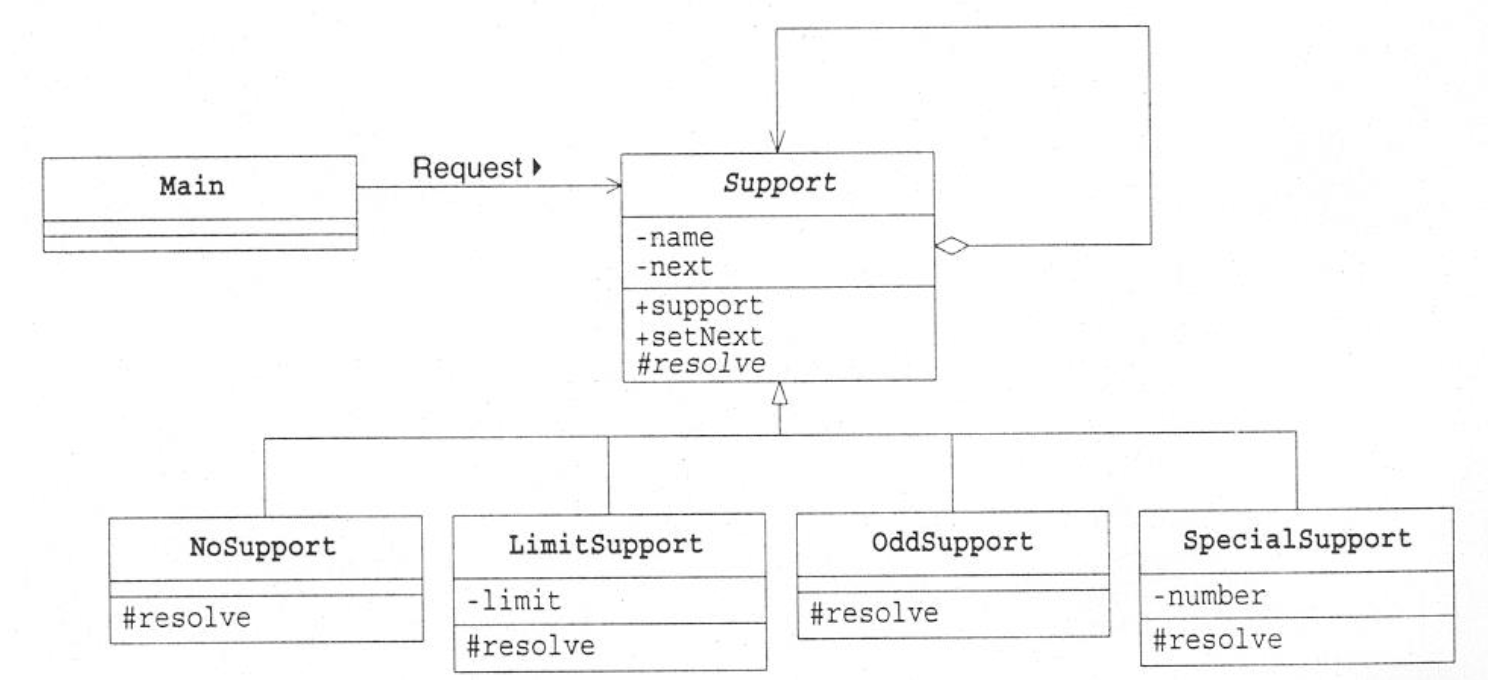 Main
Request ▶
Support
-name
-next
+support
+setNext
#resolve
NoSupport
#resolve
LimitSupport
-limit
#resolve
OddSupport
#resolve
SpecialSupport
-number
#resolve